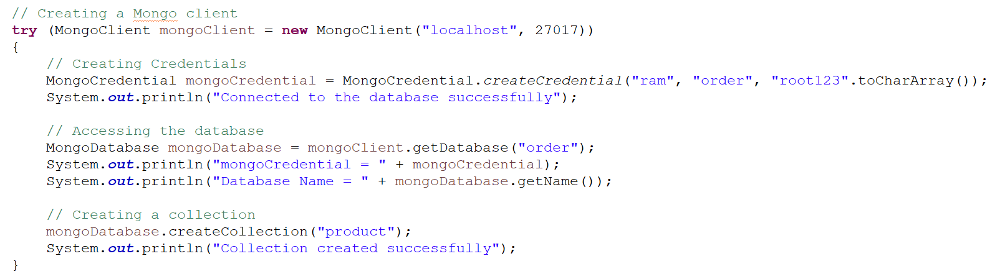 // Creating a Mongo client
try (MongoClient mongoClient = new MongoClient("localhost", 27017))
{
    // Creating Credentials
    MongoCredential mongoCredential = MongoCredential.createCredential("ram", "order", "root123".toCharArray());
    System.out.println("Connected to the database successfully");

    // Accessing the database
    MongoDatabase mongoDatabase = mongoClient.getDatabase("order");
    System.out.println("mongoCredential = " + mongoCredential);
    System.out.println("Database Name = " + mongoDatabase.getName());

    // Creating a collection
    mongoDatabase.createCollection("product");
    System.out.println("Collection created successfully");
}